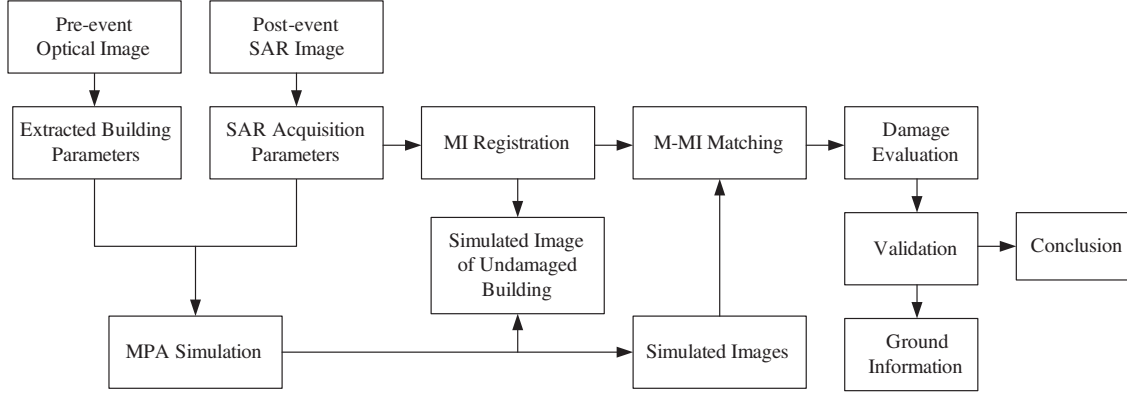 Pre-event
Optical Image
Post-event
SAR Image
Extracted Building
Parameters
SAR Acquisition
Parameters
MI Registration
M-MI Matching
Damage
Evaluation
Simulated Image
of Undamaged
Building
Validation
Conclusion
MPA Simulation
Simulated Images
Ground
Information